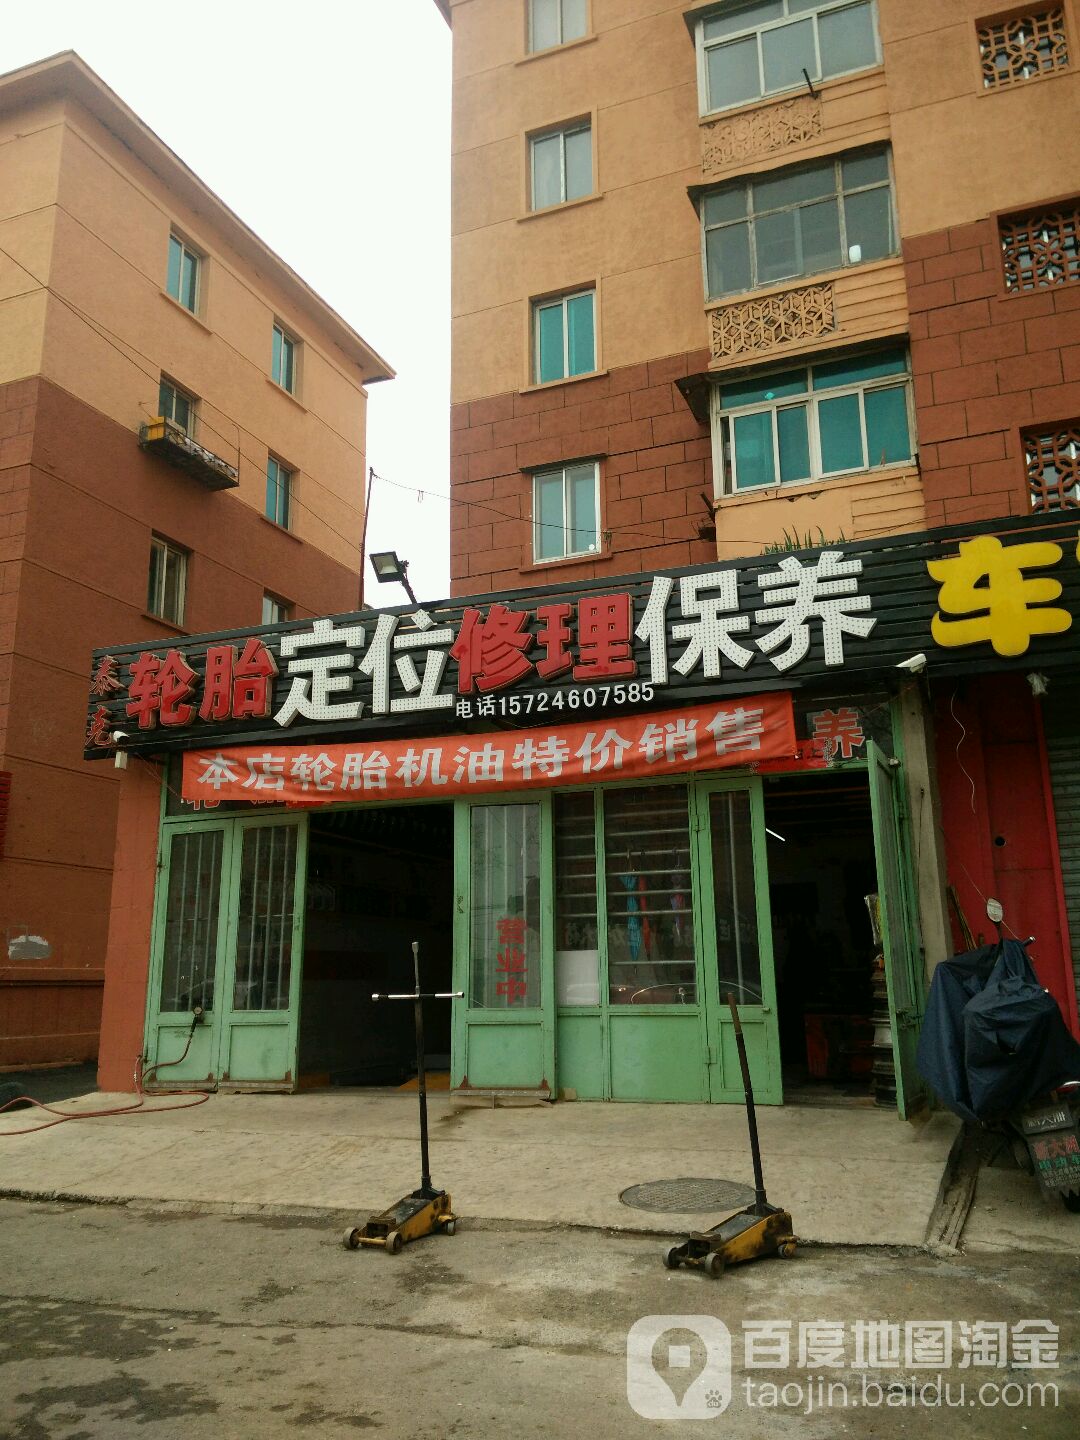 泰克
轮胎定位修理保养
车
电话15724607585
本店轮胎机油特价销售
养
营业中
百度地图淘金
taojin.baidu.com